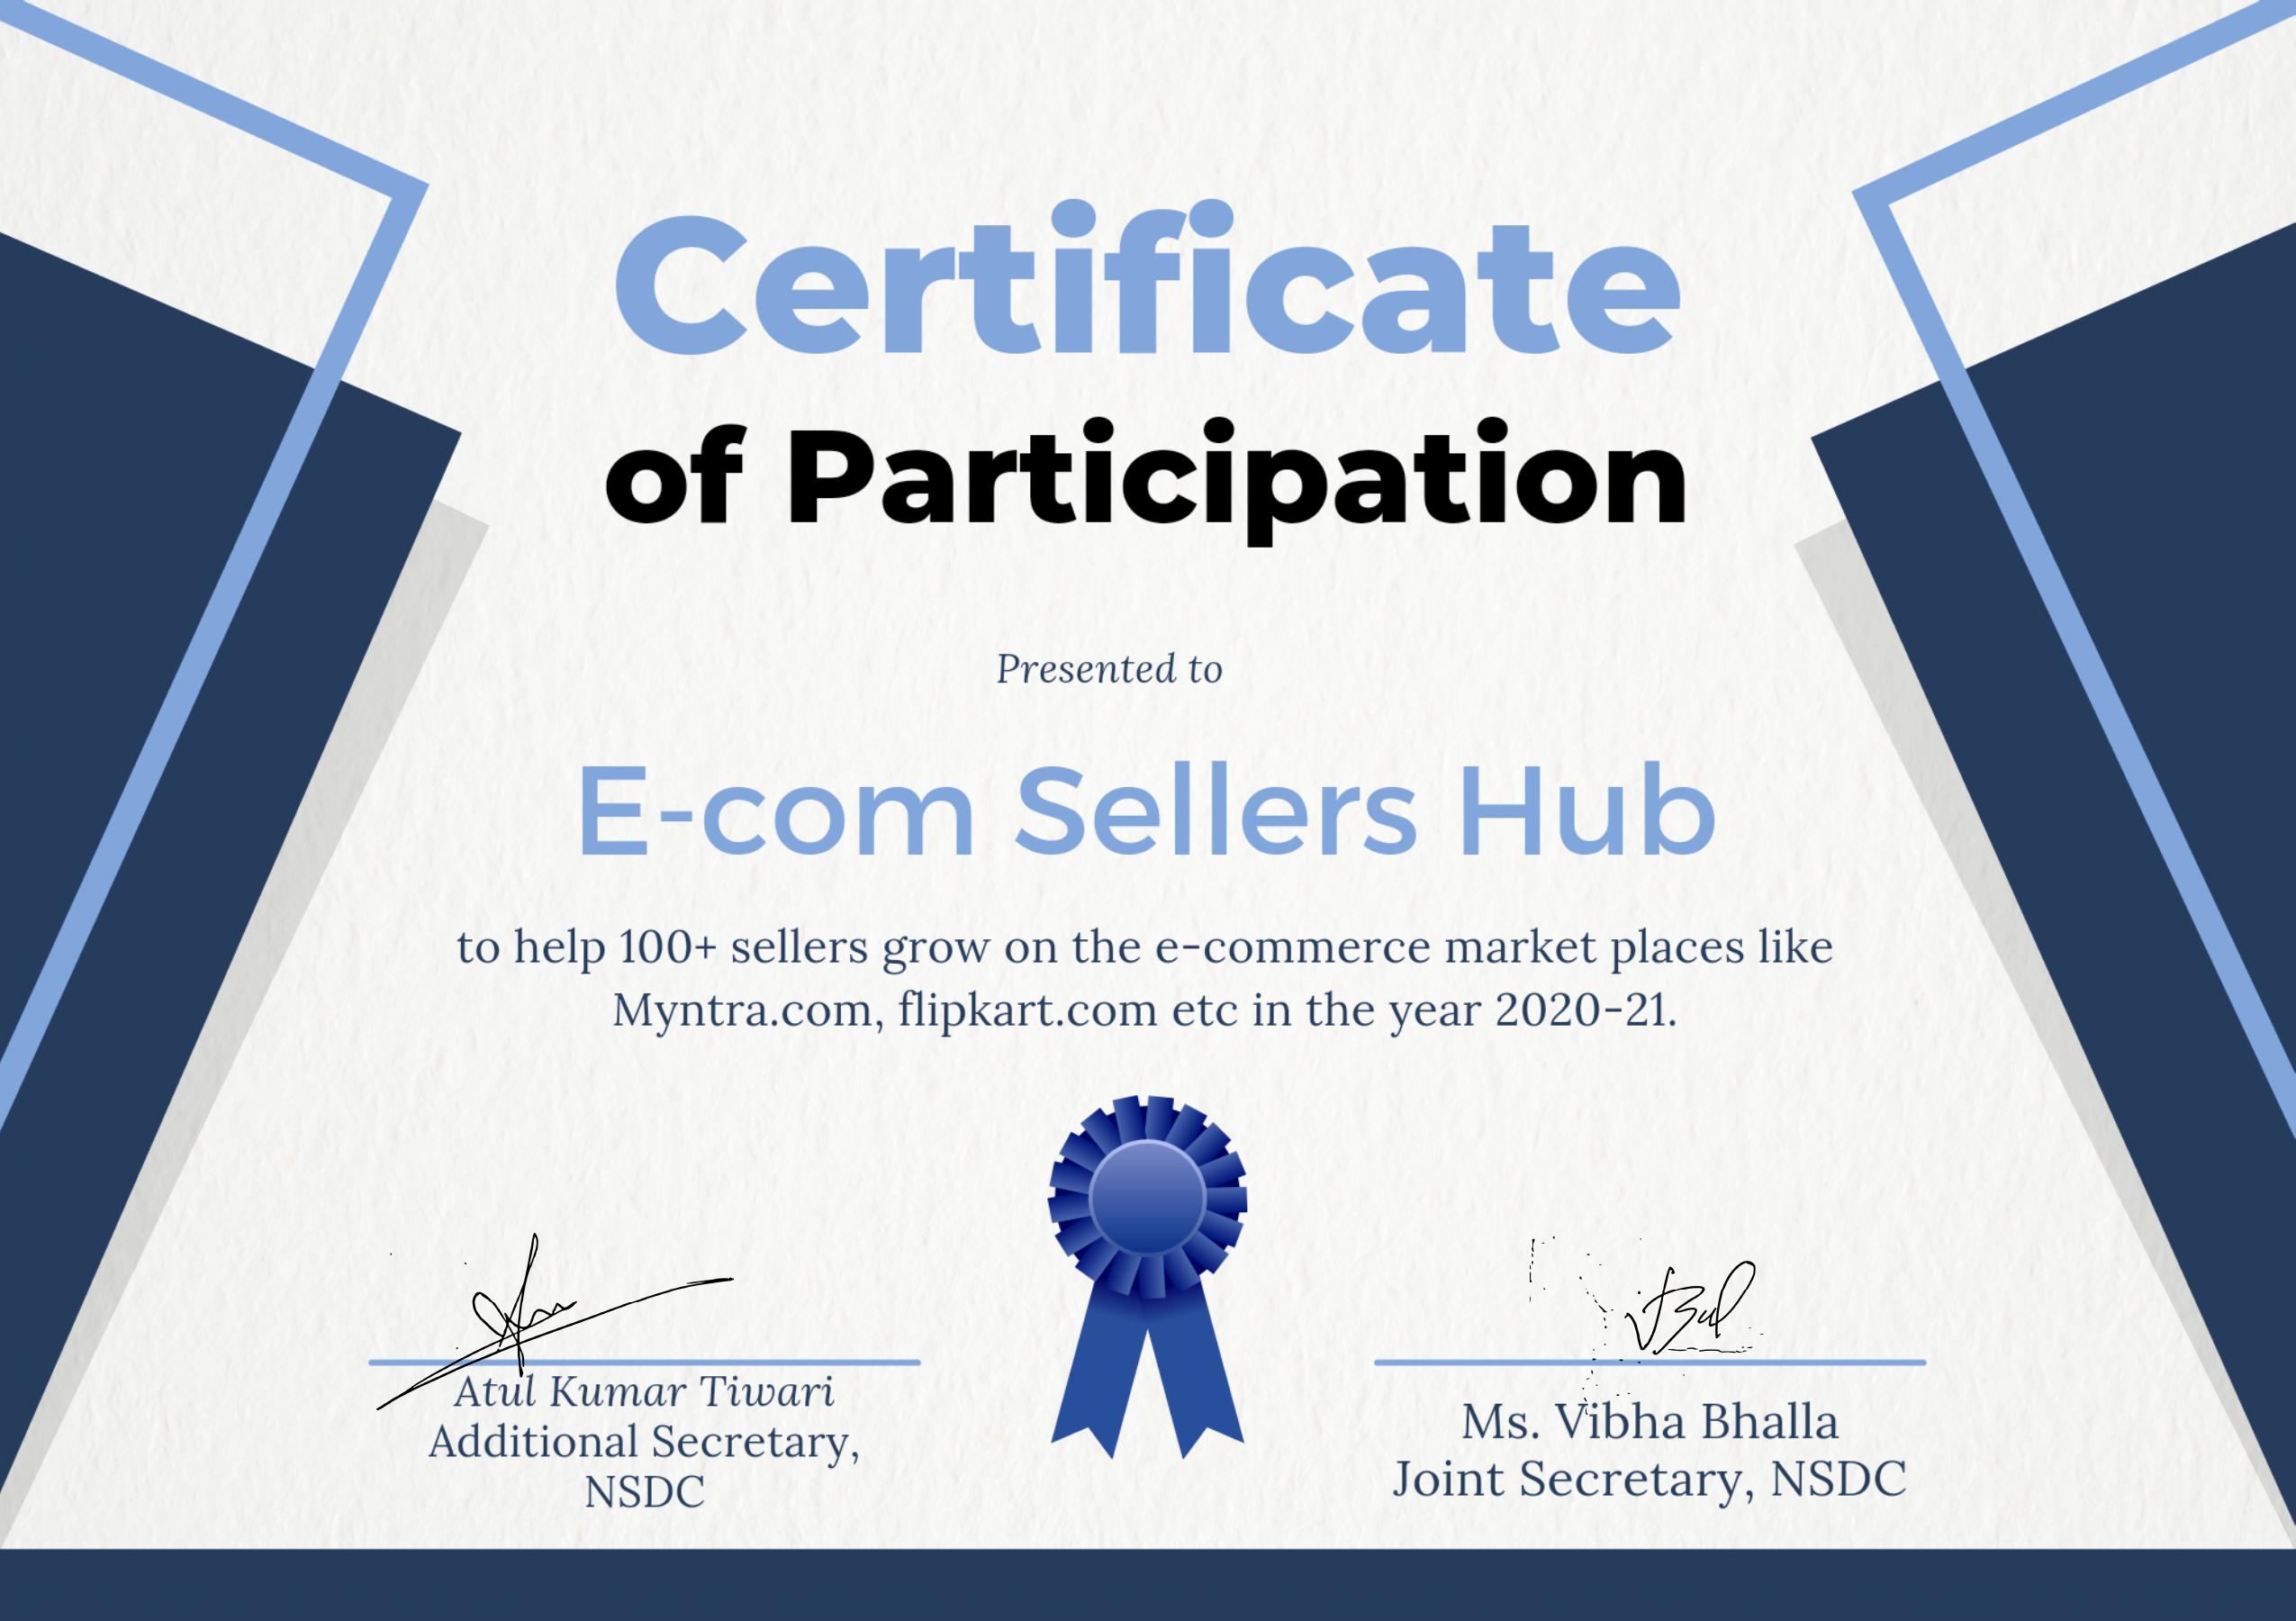 Certificate
of Participation
Presented to
E-com Sellers Hub
to help 100+ sellers grow on the e-commerce market places like
Myntra.com, flipkart.com etc in the year 2020-21.
Atul Kumar Tiwari
Additional Secretary,
NSDC
Ms. Vibha Bhalla
Joint Secretary, NSDC